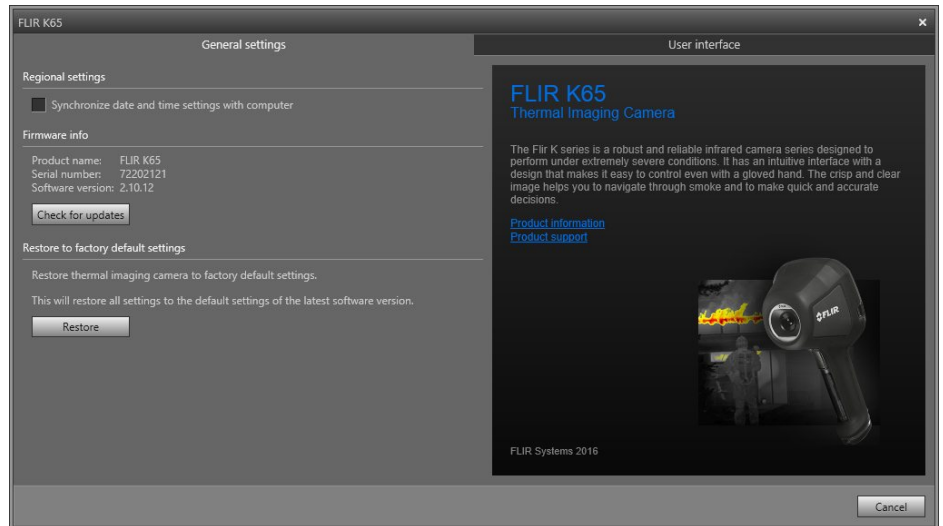 FLIR K65
General settings
User interface
Regional settings
Synchronize date and time settings with computer
Firmware info
Product name: FLIR K65
Serial number: 72202121
Software version: 2.10.12
Check for updates
Restore to factory default settings
Restore thermal imaging camera to factory default settings.
This will restore all settings to the default settings of the latest software version.
Restore
FLIR K65
Thermal Imaging Camera
The Flir K series is a robust and reliable infrared camera series designed to
perform under extremely severe conditions. It has an intuitive interface with a
design that makes it easy to control even with a gloved hand. The crisp and clear
image helps you to navigate through smoke and to make quick and accurate
decisions.
Product information
Product support
FLIR
FLIR Systems 2016
Cancel